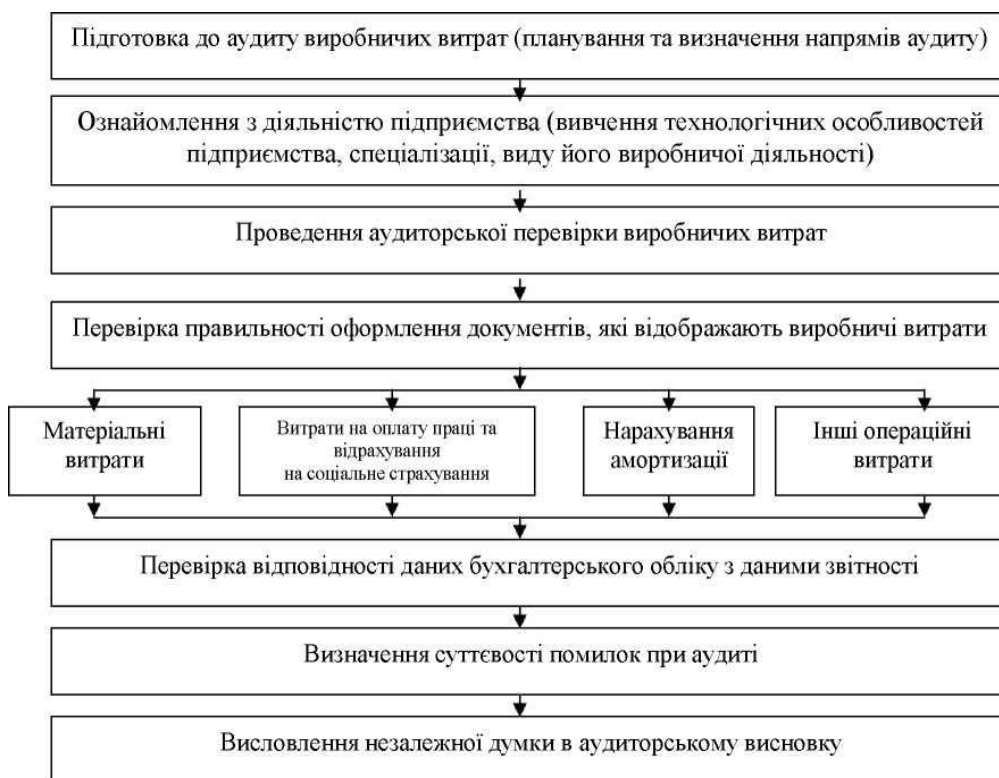 Підготовка до аудиту виробничих витрат (планування та визначення напрямів аудиту)
Ознайомлення з діяльністю підприємства (вивчення технологічних особливостей
підприємства, спеціалізації, виду його виробничої діяльності)
Проведення аудиторської перевірки виробничих витрат
Перевірка правильності оформлення документів, які відображають виробничі витрати
Матеріальні
витрати
Витрати на оплату праці та
відрахування
на соціальне страхування
Нарахування
амортизації
Інші операційні
витрати
Перевірка відповідності даних бухгалтерського обліку з даними звітності
Визначення суттєвості помилок при аудиті
Висловлення незалежної думки в аудиторському висновку